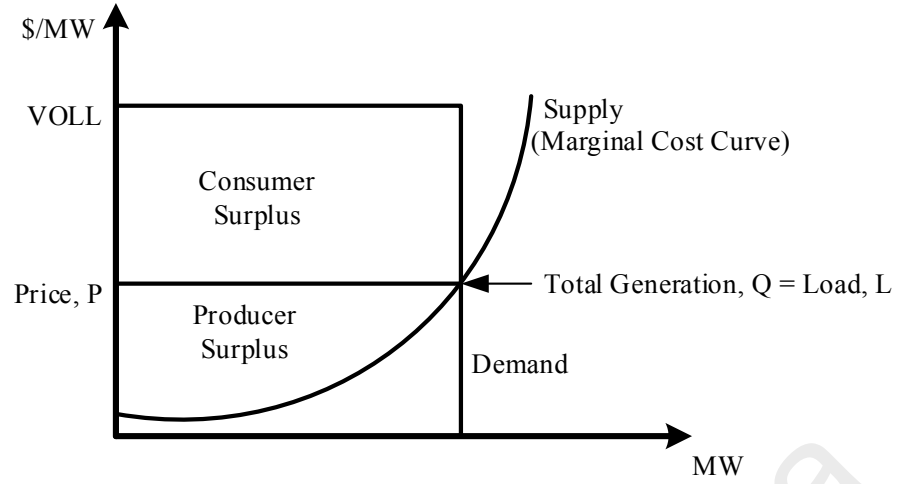 $/MW
VOLL
Supply
(Marginal Cost Curve)
Consumer
Surplus
Price, P
Total Generation, Q = Load, L
Producer
Surplus
Demand
MW